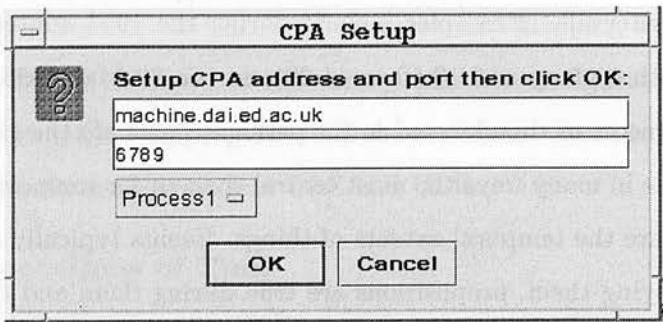 CPA Setup
Setup CPA address and port then click OK:
machine.dai.ed.ac.uk
6789
Process1
OK Cancel